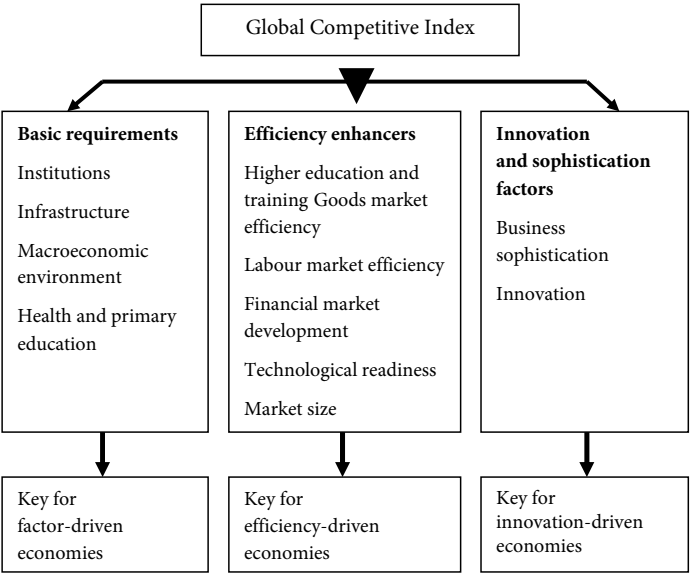 Global Competitive Index
Basic requirements
Institutions
Infrastructure
Macroeconomic
environment
Health and primary
education
Efficiency enhancers
Higher education and
training Goods market
efficiency
Labour market efficiency
Financial market
development
Technological readiness
Market size
Innovation
and sophistication
factors
Business
sophistication
Innovation
Key for
factor-driven
economies
Key for
efficiency-driven
economies
Key for
innovation-driven
economies